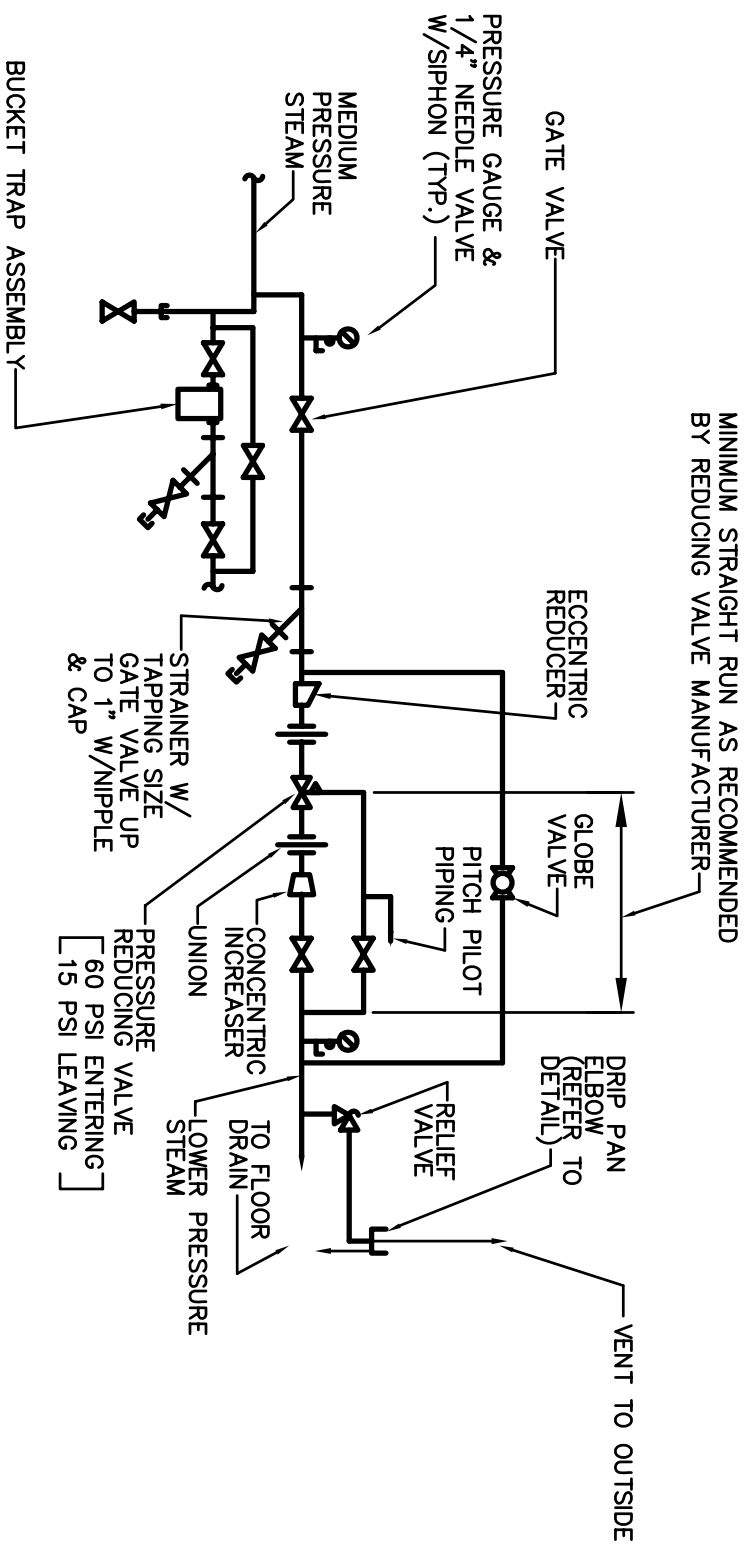 MINIMUM STRAIGHT RUN AS RECOMMENDED
BY REDUCING VALVE MANUFACTURER
VENT TO OUTSIDE
DRIP PAN
ELBOW
(REFER TO
DETAIL)
GLOBE
VALVE
ECCENTRIC
REDUCER
GATE VALVE
PRESSURE GAUGE &
1/4" NEEDLE VALVE
W/SIPHON (TYP.)
PITCH PILOT
PIPING
RELIEF
VALVE
MEDIUM
PRESSURE
STEAM
TO FLOOR
DRAIN
CONCENTRIC
INCREASER
UNION
LOWER PRESSURE
STEAM
STRAINER W/
TAPPING SIZE
GATE VALVE UP
TO 1" W/NIPPLE
& CAP
PRESSURE
REDUCING VALVE
60 PSI ENTERING
15 PSI LEAVING
BUCKET TRAP ASSEMBLY